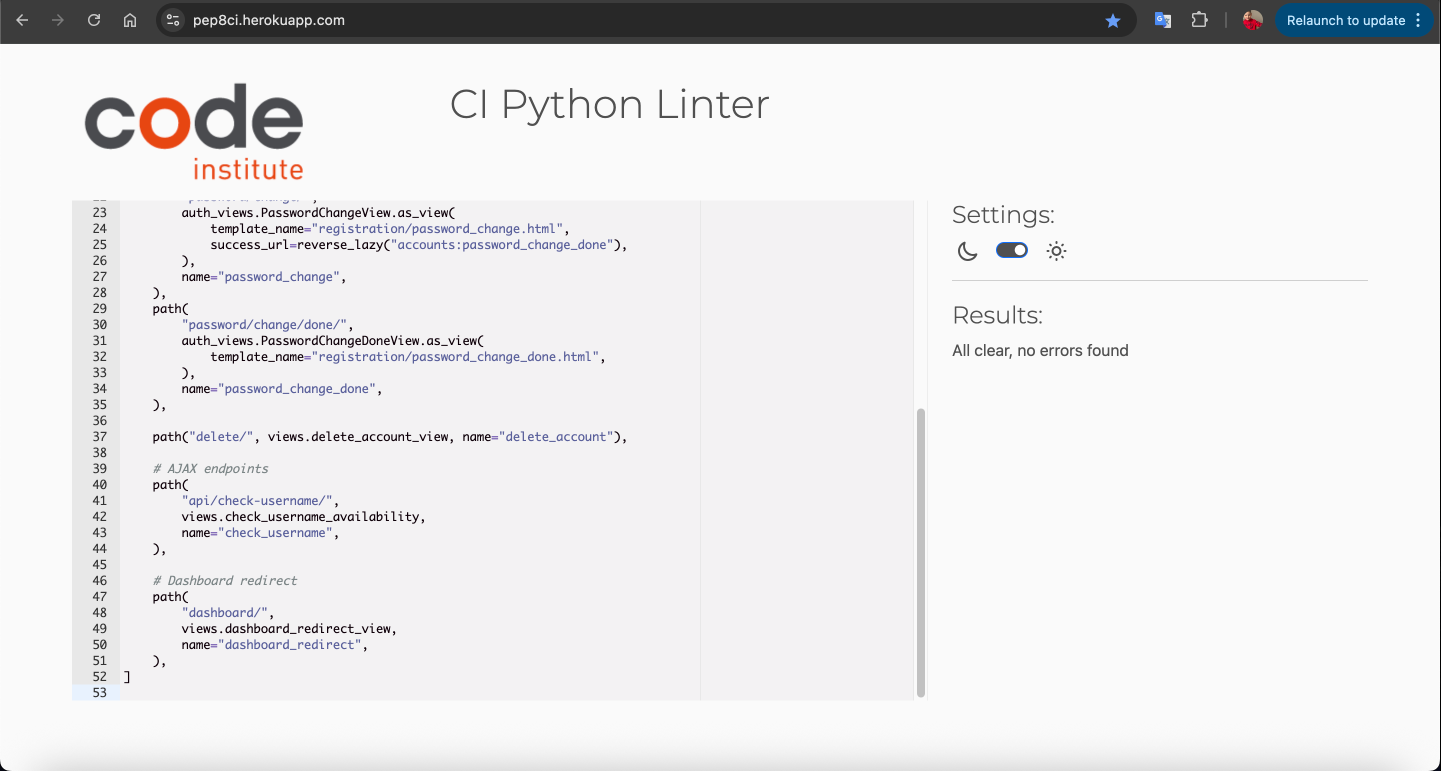 pep8ci.herokuapp.com
Relaunch to update
code
institute
CI Python Linter
23 auth_views.PasswordChangeView.as_view(
24 template_name="registration/password_change.html",
25 success_url=reverse_lazy("accounts:password_change_done"),
26 ),
27 name="password_change",
28 ),
29 path(
30 "password/change/done/",
31 auth_views.PasswordChangeDoneView.as_view(
32 template_name="registration/password_change_done.html",
33 ),
34 name="password_change_done",
35 ),
36
37 path("delete/", views.delete_account_view, name="delete_account"),
38
39 # AJAX endpoints
40 path(
41 "api/check-username/",
42 views.check_username_availability,
43 name="check_username",
44 ),
45
46 # Dashboard redirect
47 path(
48 "dashboard/",
49 views.dashboard_redirect_view,
50 name="dashboard_redirect",
51 ),
52 ]
53
Settings:
Results:
All clear, no errors found